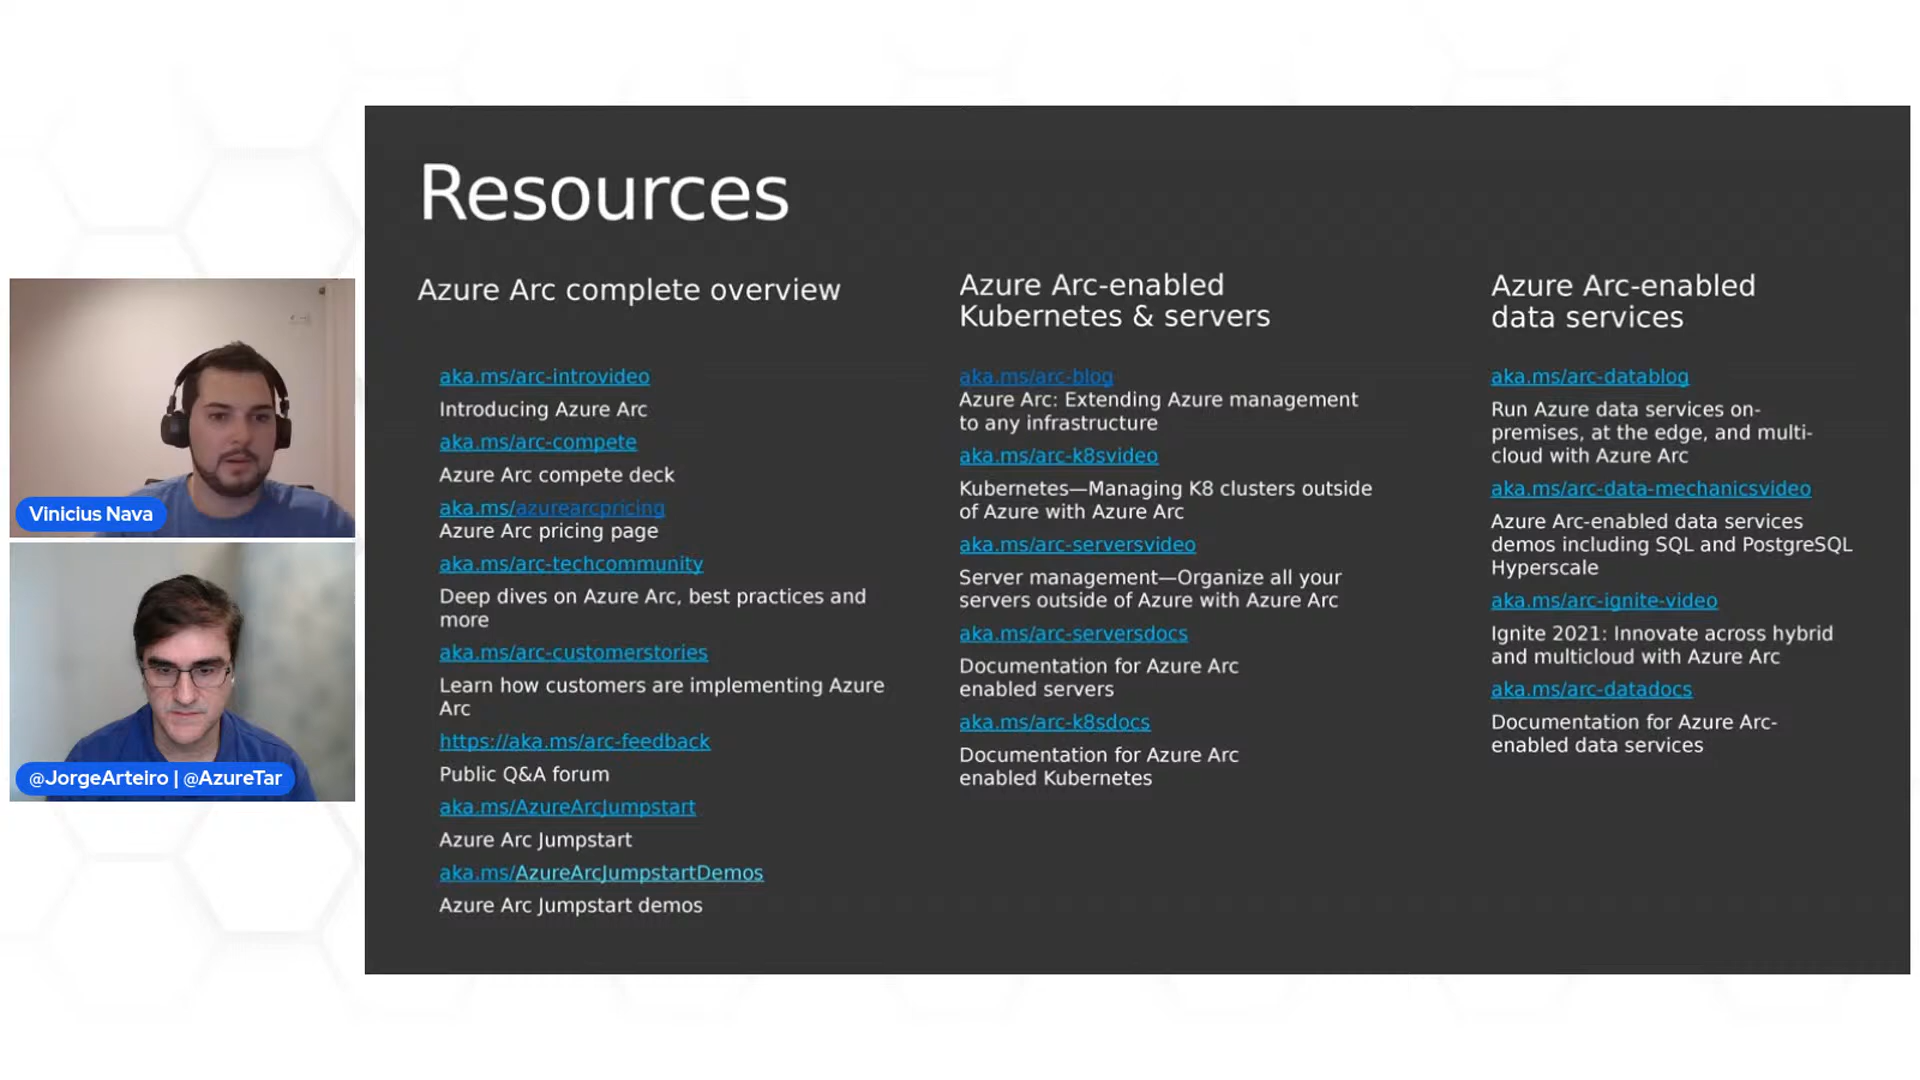 Resources
Azure Arc complete overview
aka.ms/arc-introvideo
Introducing Azure Arc
aka.ms/arc-compete
Azure Arc compete deck
aka.ms/azurearcpricing
Azure Arc pricing page
aka.ms/arc-techcommunity
Deep dives on Azure Arc, best practices and
more
aka.ms/arc-customerstories
Learn how customers are implementing Azure
Arc
https://aka.ms/arc-feedback
Public Q&A forum
aka.ms/AzureArcJumpstart
Azure Arc Jumpstart
aka.ms/AzureArcJumpstartDemos
Azure Arc Jumpstart demos
Azure Arc-enabled
Kubernetes & servers
aka.ms/arc-blog
Azure Arc: Extending Azure management
to any infrastructure
aka.ms/arc-k8svideo
Kubernetes—Managing K8 clusters outside
of Azure with Azure Arc
aka.ms/arc-serversvideo
Server management—Organize all your
servers outside of Azure with Azure Arc
aka.ms/arc-serversdocs
Documentation for Azure Arc
enabled servers
aka.ms/arc-k8sdocs
Documentation for Azure Arc
enabled Kubernetes
Azure Arc-enabled
data services
aka.ms/arc-datablog
Run Azure data services on-
premises, at the edge, and multi-
cloud with Azure Arc
aka.ms/arc-data-mechanicsvideo
Azure Arc-enabled data services
demos including SQL and PostgreSQL
Hyperscale
aka.ms/arc-ignite-video
Ignite 2021: Innovate across hybrid
and multicloud with Azure Arc
aka.ms/arc-datadocs
Documentation for Azure Arc-
enabled data services
Vinicius Nava
@JorgeArteiro | @AzureTar